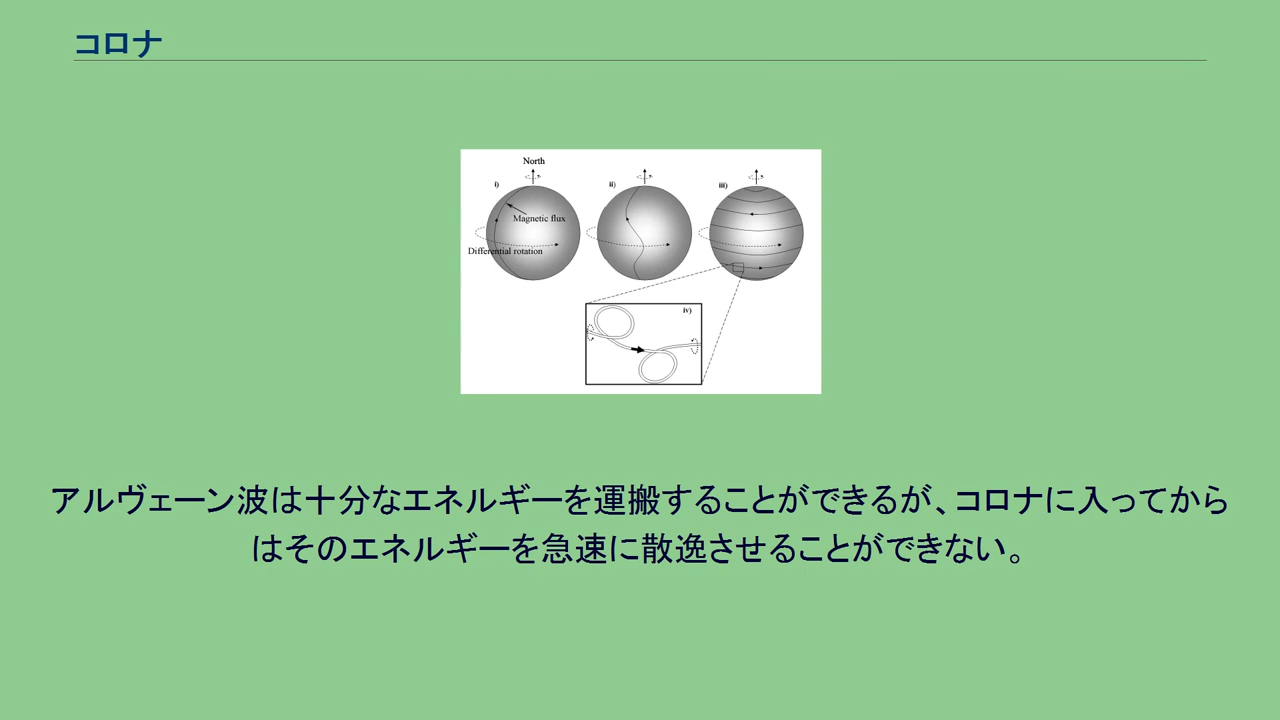 コロナ
North
i)
ii)
iii)
Magnetic flux
Differential rotation
iv)
アルヴェーン波は十分なエネルギーを運搬することができるが、コロナに入ってから
はそのエネルギーを急速に散逸させることができない。